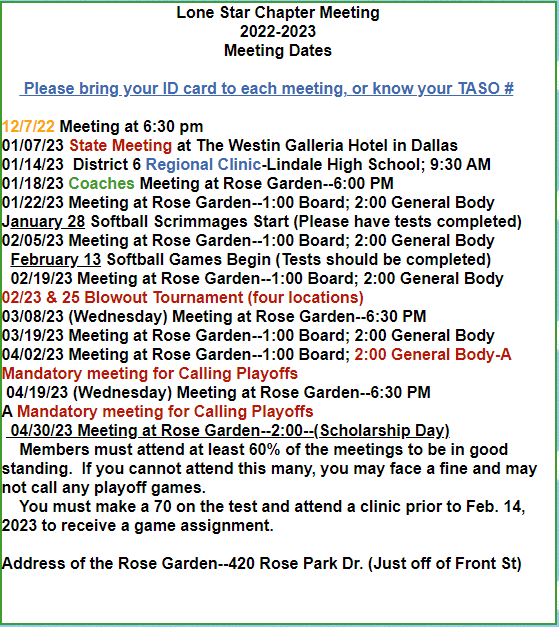 Lone Star Chapter Meeting
2022-2023
Meeting Dates
Please bring your ID card to each meeting, or know your TASO #
12/7/22 Meeting at 6:30 pm
01/07/23 State Meeting at The Westin Galleria Hotel in Dallas
01/14/23 District 6 Regional Clinic-Lindale High School; 9:30 AM
01/18/23 Coaches Meeting at Rose Garden--6:00 PM
01/22/23 Meeting at Rose Garden--1:00 Board; 2:00 General Body
January 28 Softball Scrimmages Start (Please have tests completed)
02/05/23 Meeting at Rose Garden--1:00 Board; 2:00 General Body
February 13 Softball Games Begin (Tests should be completed)
02/19/23 Meeting at Rose Garden--1:00 Board; 2:00 General Body
02/23 & 25 Blowout Tournament (four locations)
03/08/23 (Wednesday) Meeting at Rose Garden--6:30 PM
03/19/23 Meeting at Rose Garden--1:00 Board; 2:00 General Body
04/02/23 Meeting at Rose Garden--1:00 Board; 2:00 General Body-A
Mandatory meeting for Calling Playoffs
04/19/23 (Wednesday) Meeting at Rose Garden--6:30 PM
A Mandatory meeting for Calling Playoffs
04/30/23 Meeting at Rose Garden--2:00--(Scholarship Day)
Members must attend at least 60% of the meetings to be in good
standing. If you cannot attend this many, you may face a fine and may
not call any playoff games.
You must make a 70 on the test and attend a clinic prior to Feb. 14,
2023 to receive a game assignment.
Address of the Rose Garden--420 Rose Park Dr. (Just off of Front St)